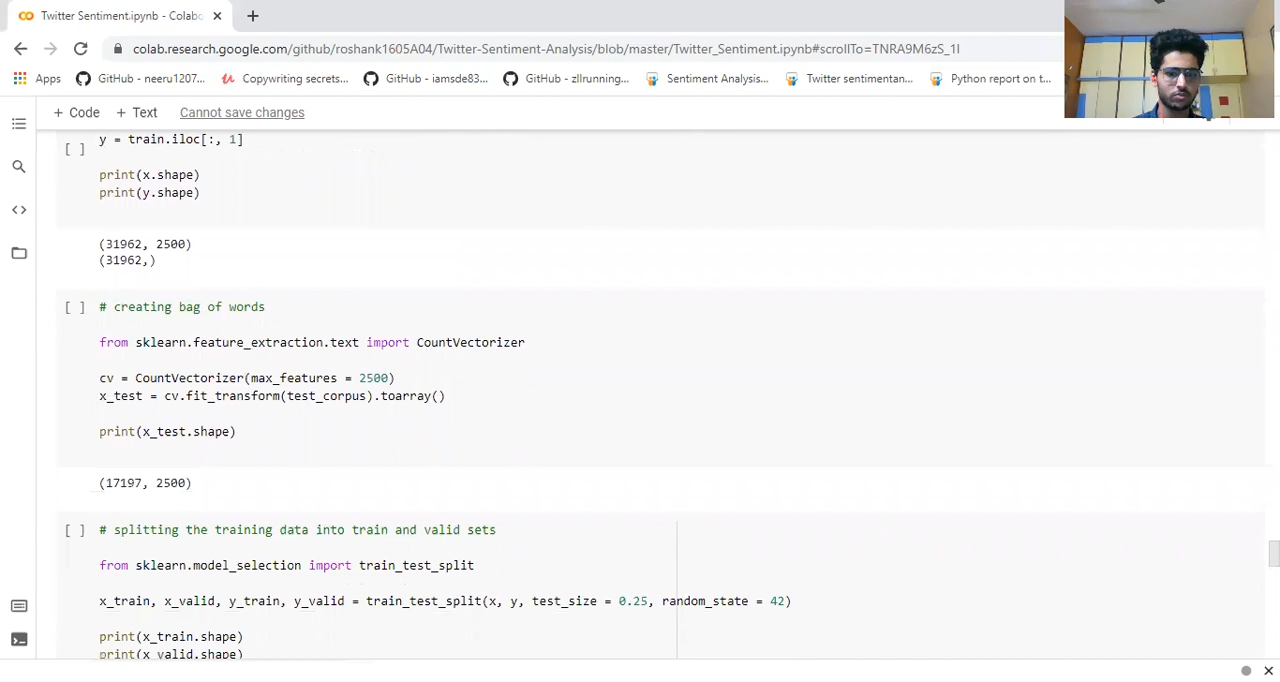 Twitter Sentiment.ipynb - Colabo
colab.research.google.com/github/roshank1605A04/Twitter-Sentiment-Analysis/blob/master/Twitter_Sentiment.ipynb#scrollTo=TNRA9M6zS_1I
Apps GitHub - neeru1207... Copywriting secrets... GitHub - iamsde83... GitHub - zllrunning... Sentiment Analysis... Twitter sentimentan... Python report on t...
+ Code + Text Cannot save changes
y = train.iloc[:, 1]
[ ]
print(x.shape)
print(y.shape)
(31962, 2500)
(31962,)
[ ] # creating bag of words
from sklearn.feature_extraction.text import CountVectorizer
cv = CountVectorizer(max_features = 2500)
x_test = cv.fit_transform(test_corpus).toarray()
print(x_test.shape)
(17197, 2500)
[ ] # splitting the training data into train and valid sets
from sklearn.model_selection import train_test_split
x_train, x_valid, y_train, y_valid = train_test_split(x, y, test_size = 0.25, random_state = 42)
print(x_train.shape)
print(x_valid.shape)